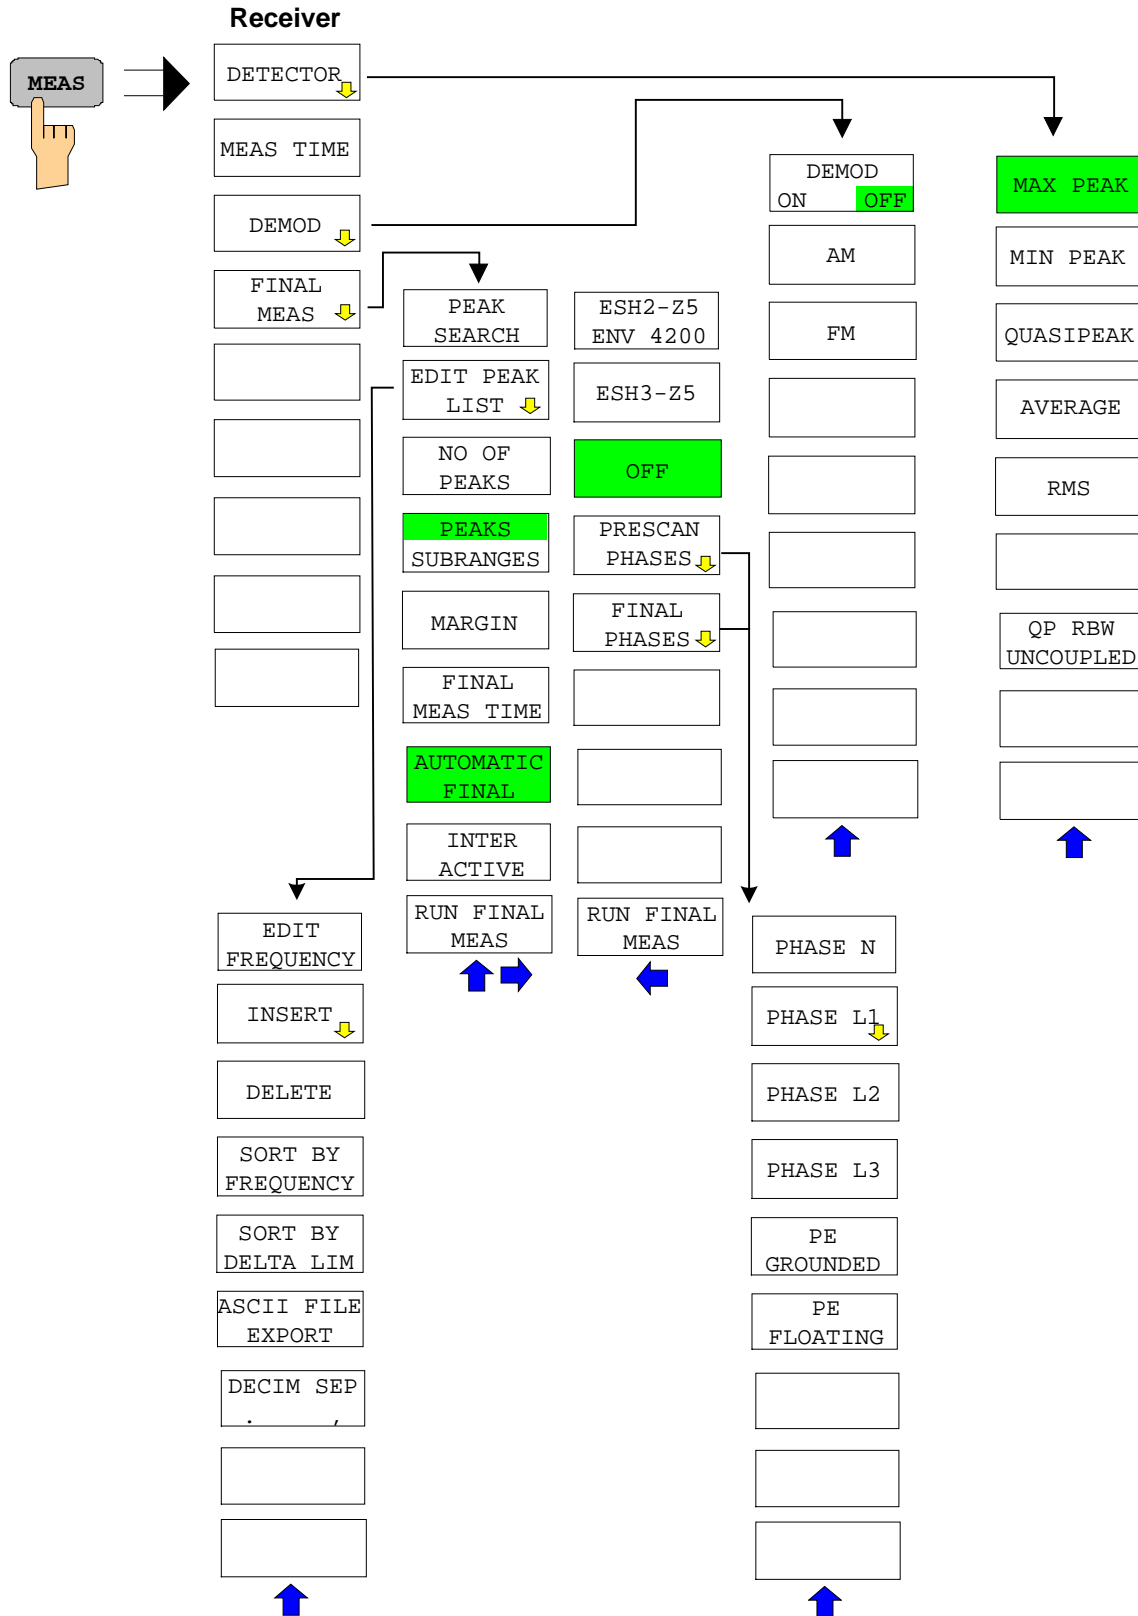 Receiver
MEAS
DETECTOR
MEAS TIME
DEMOD
FINAL
MEAS
PEAK
SEARCH
EDIT PEAK
LIST
NO OF
PEAKS
PEAKS
SUBRANGES
MARGIN
FINAL
MEAS TIME
AUTOMATIC
FINAL
INTER
ACTIVE
RUN FINAL
MEAS
ESH2-Z5
ENV 4200
ESH3-Z5
OFF
PRESCAN
PHASES
FINAL
PHASES
RUN FINAL
MEAS
DEMOD
ON OFF
AM
FM
MAX PEAK
MIN PEAK
QUASIPEAK
AVERAGE
RMS
QP RBW
UNCOUPLED
EDIT
FREQUENCY
INSERT
DELETE
SORT BY
FREQUENCY
SORT BY
DELTA LIM
ASCII FILE
EXPORT
DECIM SEP
. ,
PHASE N
PHASE L1
PHASE L2
PHASE L3
PE
GROUNDED
PE
FLOATING